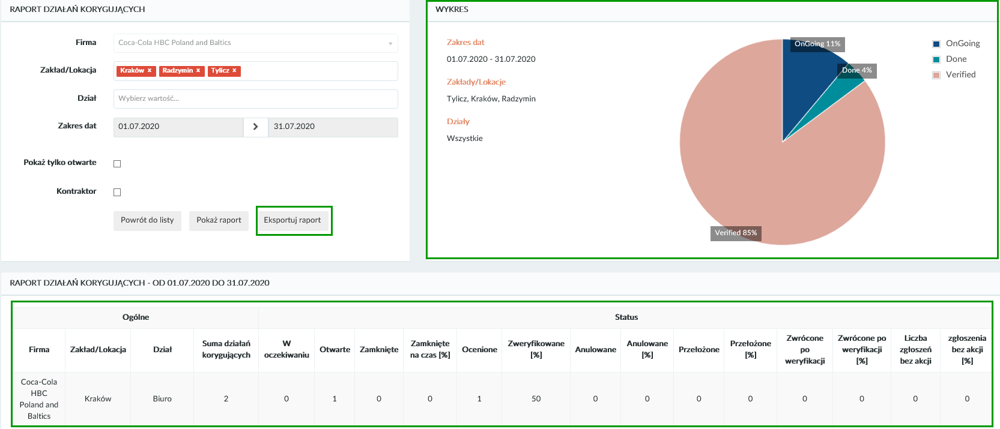 RAPORT DZIAŁAŃ KORYGUJĄCYCH
Firma
Coca-Cola HBC Poland and Baltics
Zakład/Lokacja
Kraków x Radzymin x Tylicz x
Dział
Wybierz wartość...
Zakres dat
01.07.2020 > 31.07.2020
Pokaż tylko otwarte
Kontraktor
Powrót do listy Pokaż raport Eksportuj raport
WYKRES
Zakres dat
01.07.2020 - 31.07.2020
Zakłady/Lokacje
Tylicz, Kraków, Radzymin
Działy
Wszystkie
OnGoing 11%
Done 4%
Verified 85%
OnGoing
Done
Verified
RAPORT DZIAŁAŃ KORYGUJĄCYCH - OD 01.07.2020 DO 31.07.2020
Ogólne Status
Firma
Zakład/Lokacja
Dział
Suma działań
korygujących
W
oczekiwaniu
Otwarte
Zamknięte
Zamknięte
na czas [%]
Ocenione
Zweryfikowane
[%]
Anulowane
Anulowane
[%]
Przełożone
Przełożone
[%]
Zwrócone
po
weryfikacji
Zwrócone po
weryfikacji
[%]
Liczba
zgłoszeń
bez akcji
zgłoszenia
bez akcji
[%]
Coca-Cola
HBC
Poland and
Baltics
Kraków Biuro 2 0 1 0 0 1 50 0 0 0 0 0 0 0 0